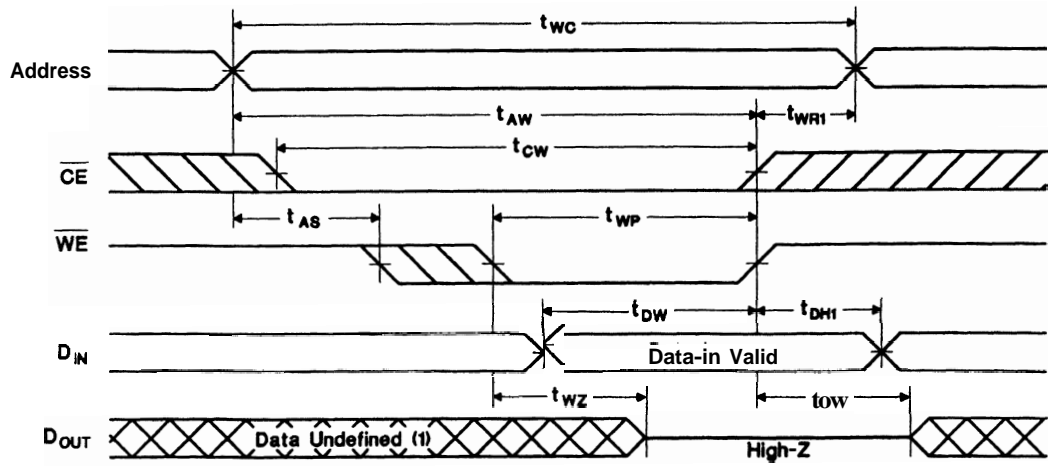 tWC
Address
tAW
tWR1
tCW
CE
tAS
tWP
WE
tDW
tDH1
DIN
Data-in Valid
tWZ
tow
DOUT
Data Undefined (1)
High-Z